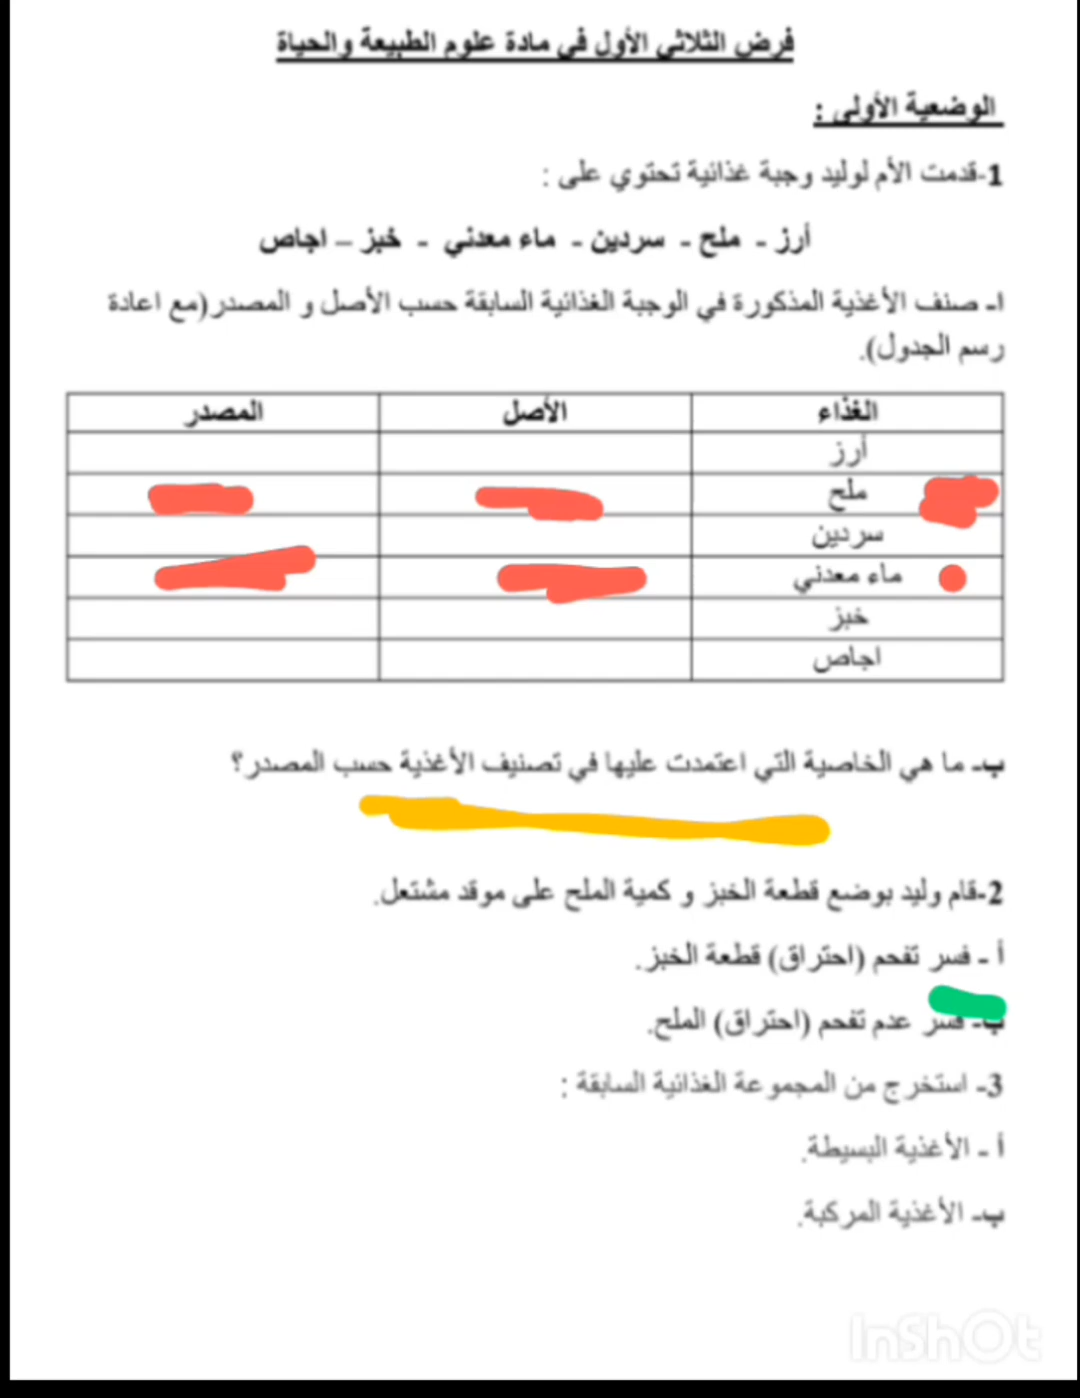 فرض الثلاثي الأول في مادة علوم الطبيعة والحياة
الوضعية الأولى :
1-قدمت الأم لوليد وجبة غذائية تحتوي على :
أرز - ملح - سردين - ماء معدني - خبز – اجاص
ا- صنف الأغذية المذكورة في الوجبة الغذائية السابقة حسب الأصل و المصدر(مع اعادة
رسم الجدول).
الغذاء الأصل المصدر
أرز
ملح
سردين
ماء معدني
خبز
اجاص
ب- ما هي الخاصية التي اعتمدت عليها في تصنيف الأغذية حسب المصدر؟
2-قام وليد بوضع قطعة الخبز و كمية الملح على موقد مشتعل.
أ - فسر تفحم (احتراق) قطعة الخبز.
ب- فسر عدم تفحم (احتراق) الملح.
3- استخرج من المجموعة الغذائية السابقة :
أ - الأغذية البسيطة.
ب- الأغذية المركبة.
InShOt